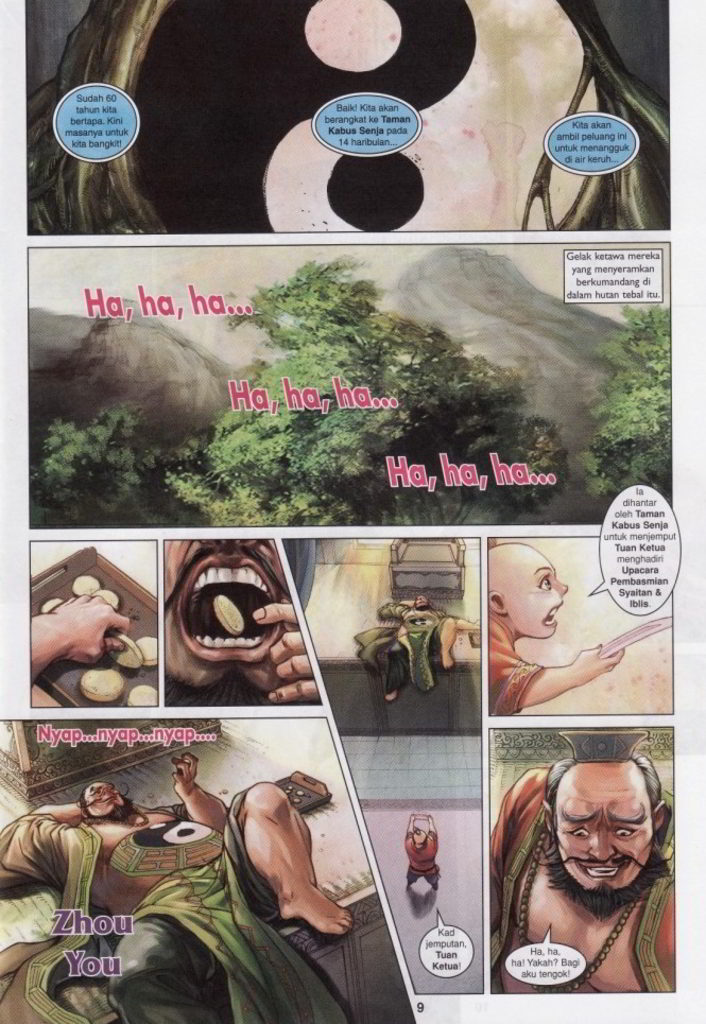 Sudah 60
tahun kita
bertapa. Kini
masanya untuk
kita bangkit!
Baik! Kita akan
berangkat ke Taman
Kabus Senja pada
14 haribulan...
Kita akan
ambil peluang ini
untuk menangguk
di air keruh...
Gelak ketawa mereka
yang menyeramkan
berkumandang di
dalam hutan tebal itu.
Ha, ha, ha...
Ha, ha, ha...
Ha, ha, ha...
Ia
dihantar
oleh Taman
Kabus Senja
untuk menjemput
Tuan Ketua
menghadiri
Upacara
Pembasmian
Syaitan &
Iblis.
Nyap...nyap...nyap....
Zhou
You
Kad
jemputan,
Tuan
Ketua!
Ha, ha,
ha! Yakah? Bagi
aku tengok!
9